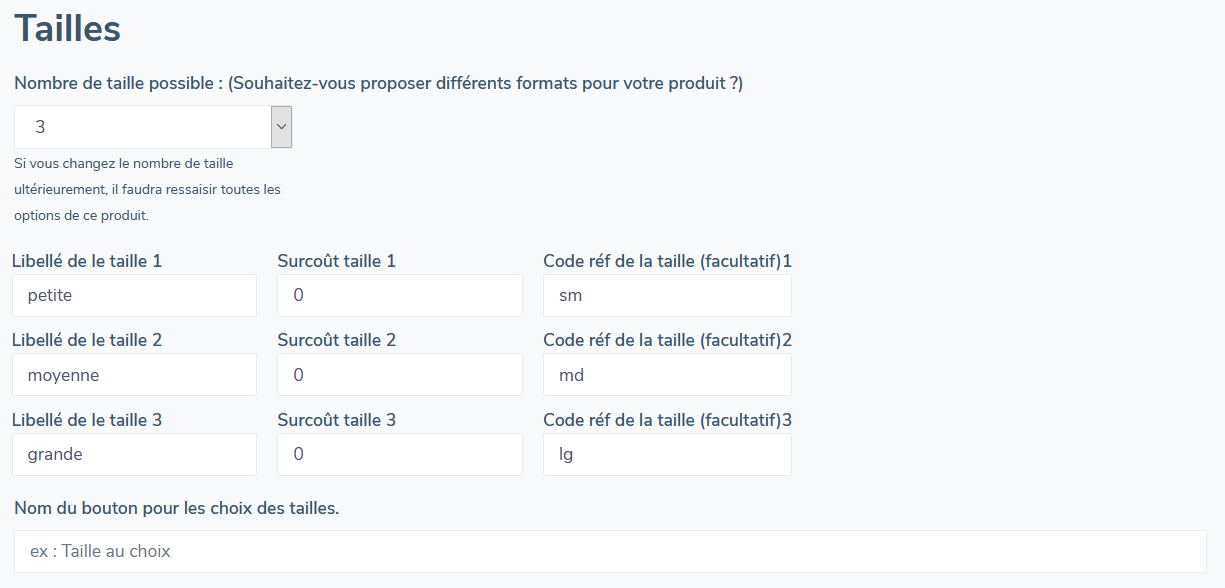 Tailles
Nombre de taille possible : (Souhaitez-vous proposer différents formats pour votre produit ?)
3
Si vous changez le nombre de taille
ultérieurement, il faudra ressaisir toutes les
options de ce produit.
Libellé de le taille 1 Surcoût taille 1 Code réf de la taille (facultatif)1
petite 0 sm
Libellé de le taille 2 Surcoût taille 2 Code réf de la taille (facultatif)2
moyenne 0 md
Libellé de le taille 3 Surcoût taille 3 Code réf de la taille (facultatif)3
grande 0 lg
Nom du bouton pour les choix des tailles.
ex : Taille au choix